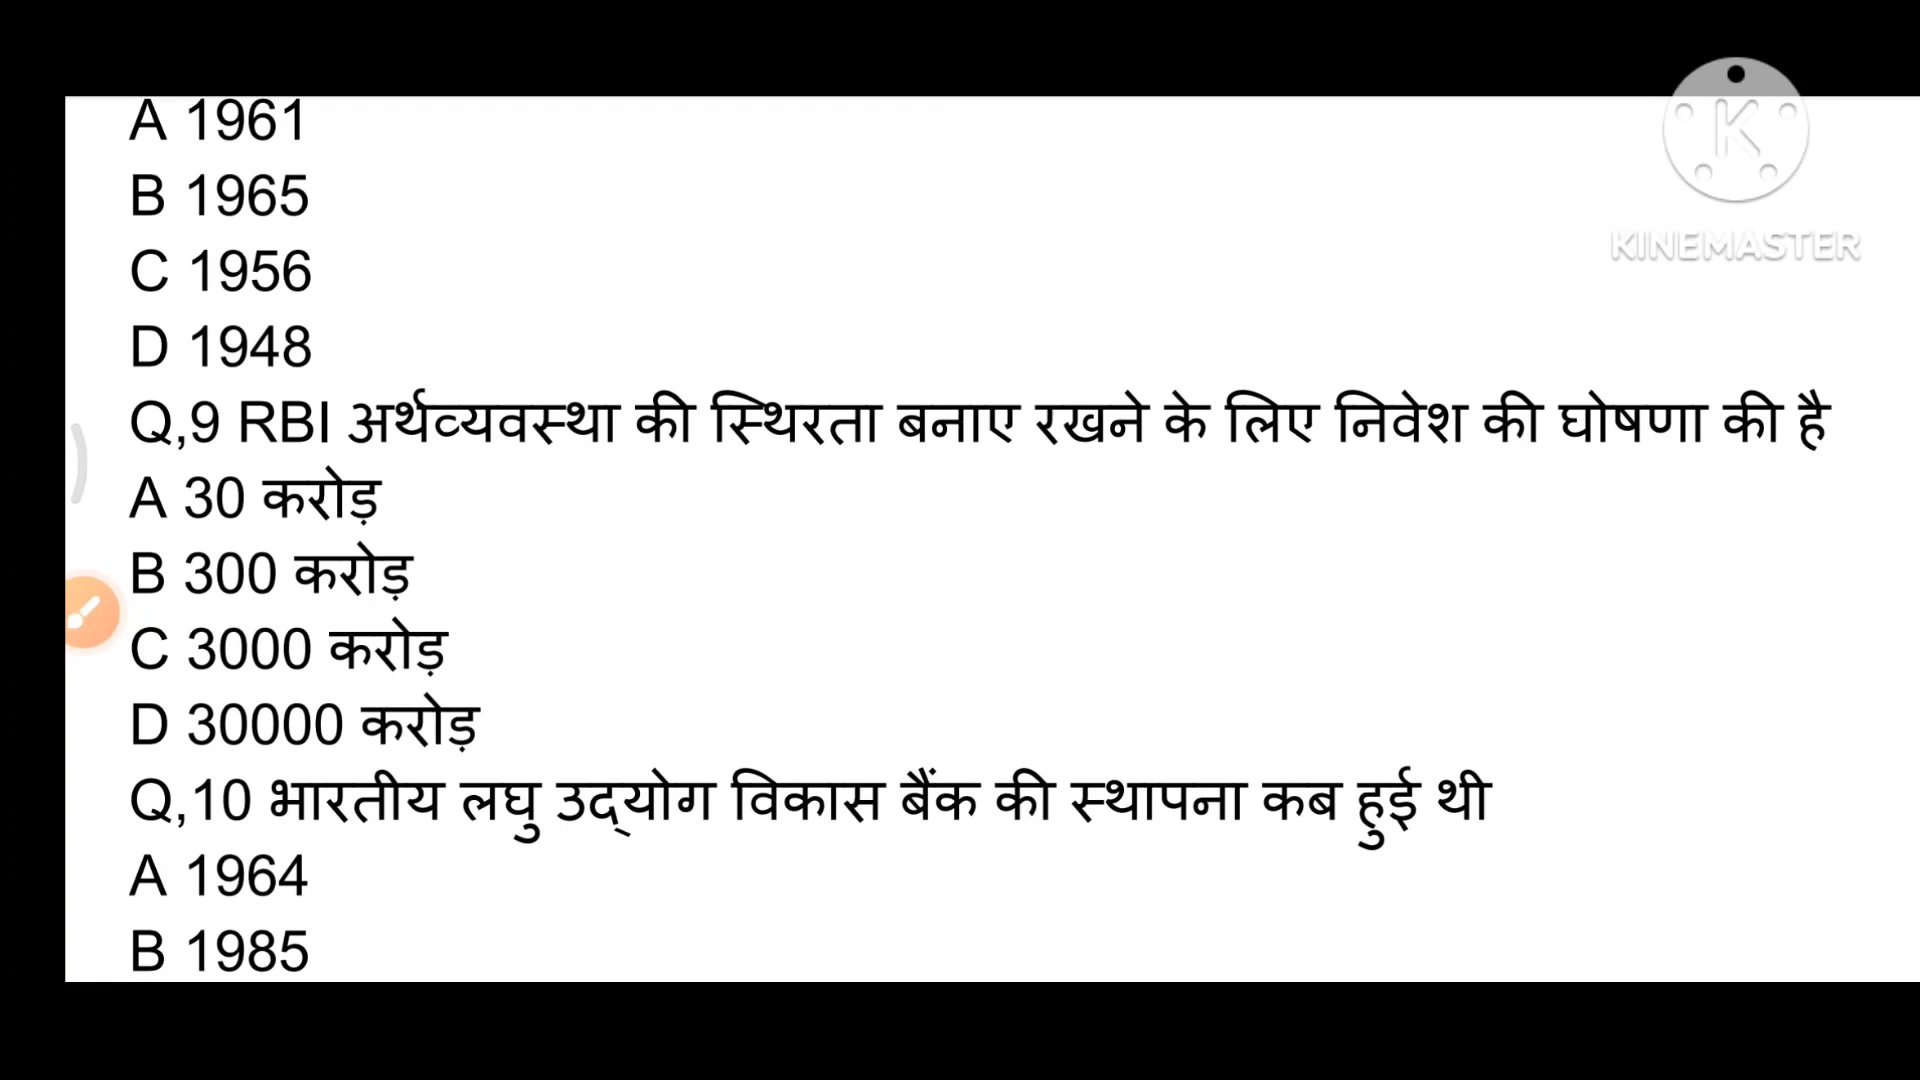 A 1961
B 1965
C 1956
D 1948
Q,9 RBI अर्थव्यवस्था की स्थिरता बनाए रखने के लिए निवेश की घोषणा की है
A 30 करोड़
B 300 करोड़
C 3000 करोड़
D 30000 करोड़
Q,10 भारतीय लघु उद्योग विकास बैंक की स्थापना कब हुई थी
A 1964
B 1985
K
KINEMASTER